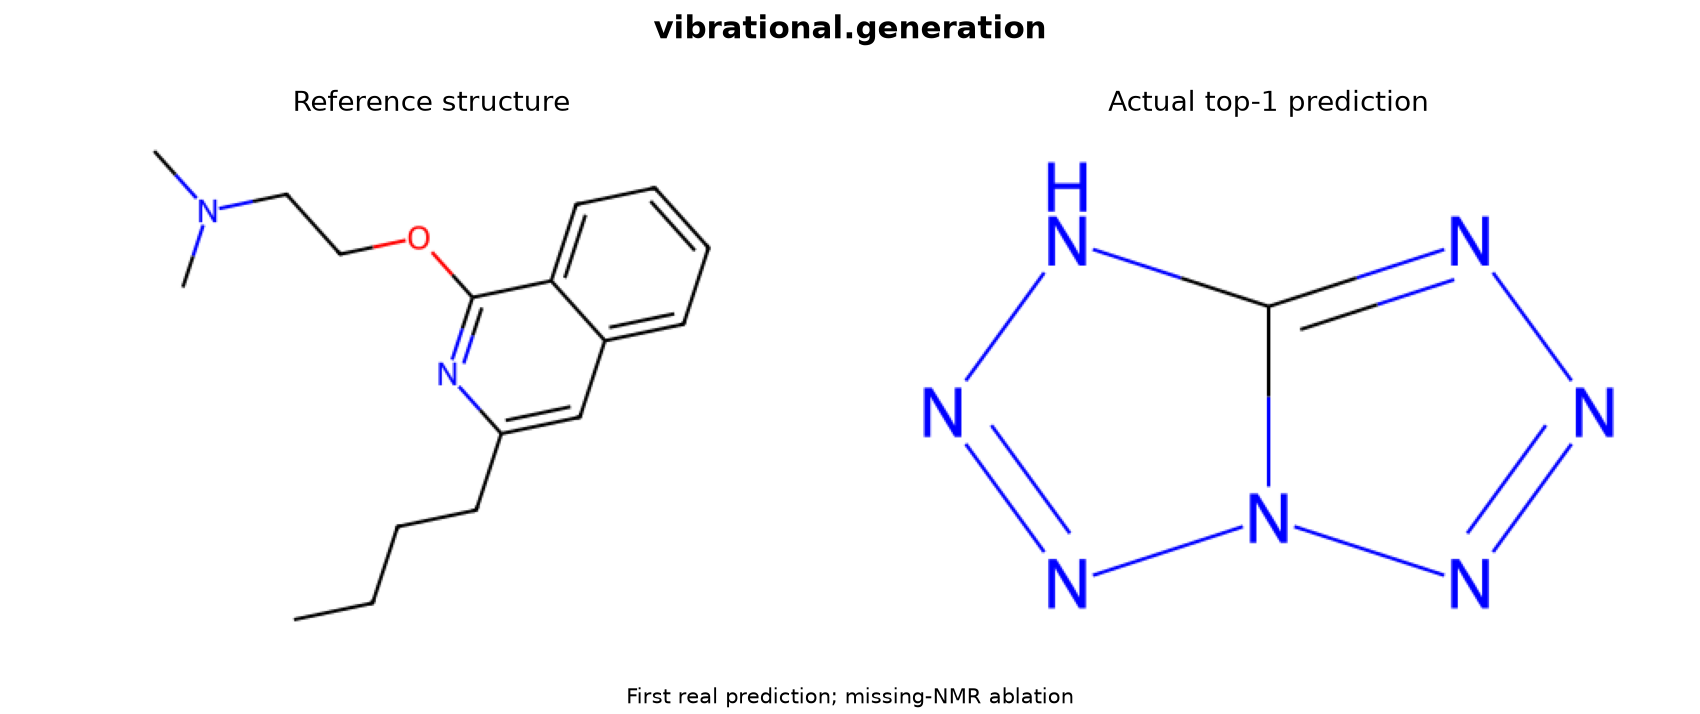 vibrational.generation
Reference structure
Actual top-1 prediction
N
O
N
H
N
N
N
N
N
N
N
First real prediction; missing-NMR ablation